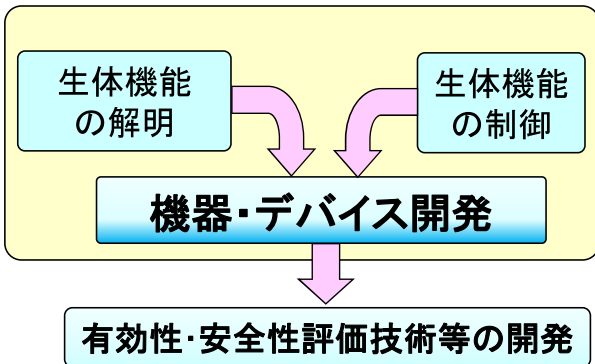 生体機能
の解明
生体機能
の制御
機器・デバイス開発
有効性・安全性評価技術等の開発